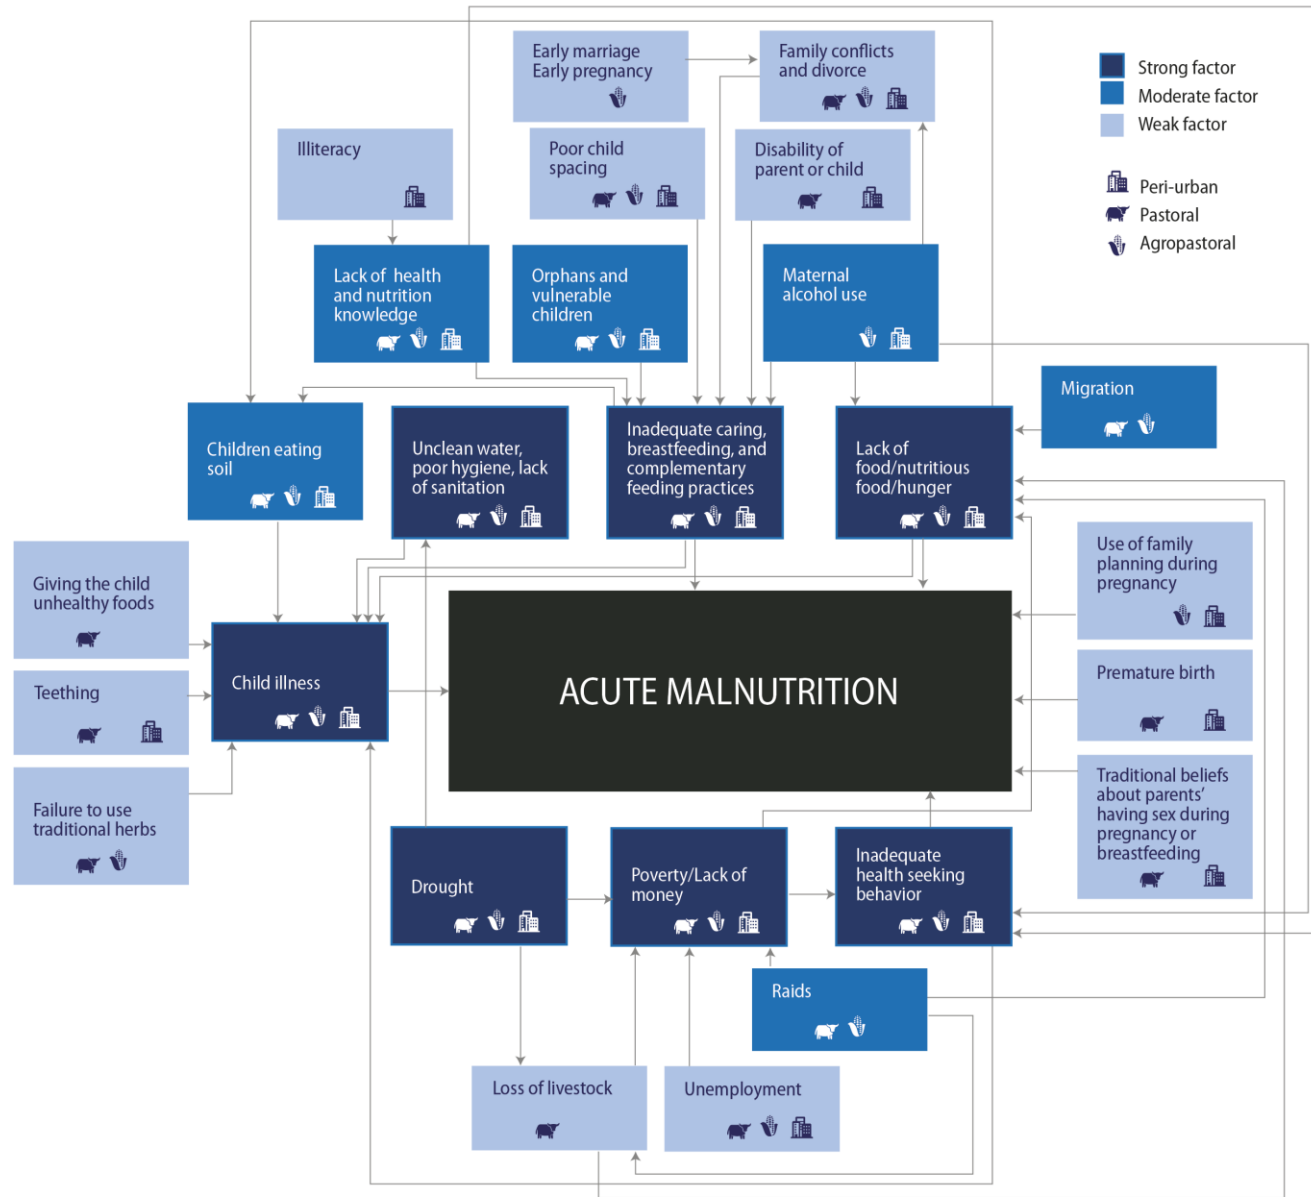 Early marriage
Early pregnancy
Family conflicts
and divorce
Strong factor
Moderate factor
Weak factor
Illiteracy
Poor child
spacing
Disability of
parent or child
Peri-urban
Pastoral
Agropastoral
Lack of health
and nutrition
knowledge
Orphans and
vulnerable
children
Maternal
alcohol use
Migration
Children eating
soil
Unclean water,
poor hygiene, lack
of sanitation
Inadequate caring,
breastfeeding, and
complementary
feeding practices
Lack of
food/nutritious
food/hunger
Giving the child
unhealthy foods
Use of family
planning during
pregnancy
Teething
Child illness
ACUTE MALNUTRITION
Premature birth
Failure to use
traditional herbs
Traditional beliefs
about parents'
having sex during
pregnancy or
breastfeeding
Drought
Poverty/Lack of
money
Inadequate
health seeking
behavior
Raids
Loss of livestock
Unemployment